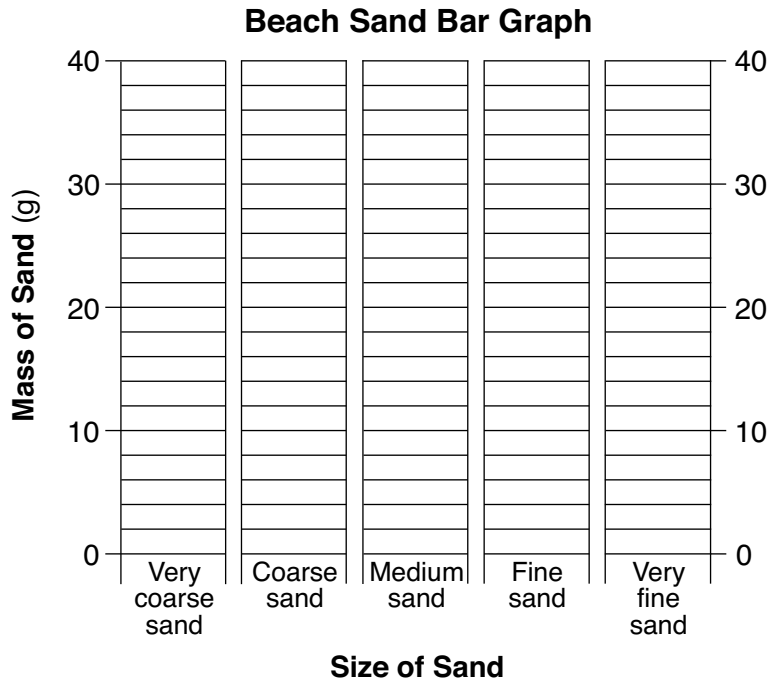 Beach Sand Bar Graph
Mass of Sand (g)
40
30
20
10
0
40
30
20
10
0
Very
coarse
sand
Coarse
sand
Medium
sand
Fine
sand
Very
fine
sand
Size of Sand